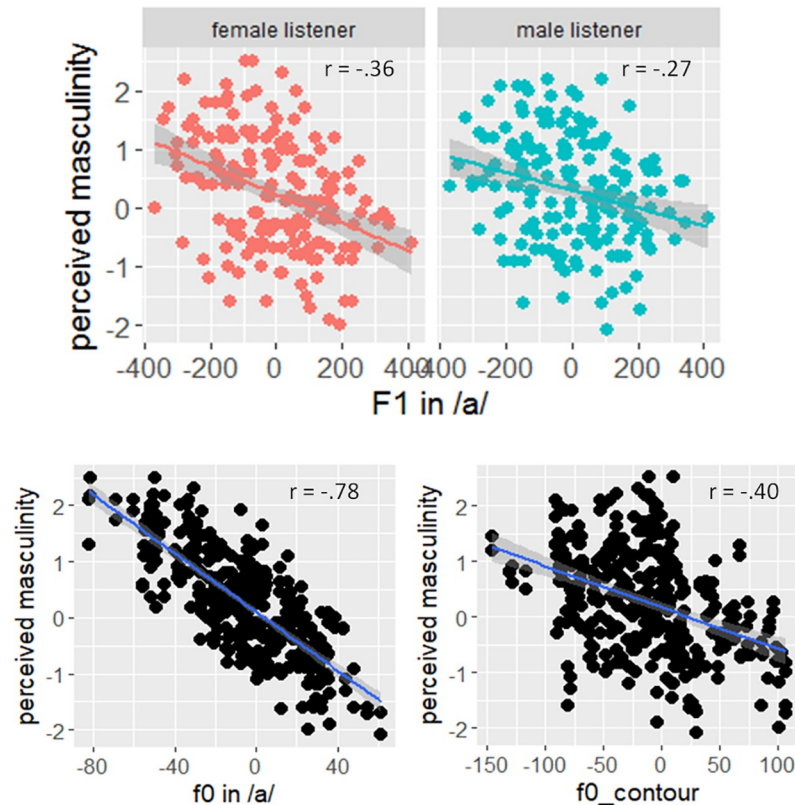 female listener male listener
r = -.36 r = -.27
perceived masculinity
2
1
0
-1
-2
-400 -200 0 200 400 -400 -200 0 200 400
F1 in /a/
r = -.78 r = -.40
perceived masculinity
2
1
0
-1
-2
-80 -40 0 40
f0 in /a/
perceived masculinity
2
1
0
-1
-2
-150 -100 -50 0 50 100
f0_contour